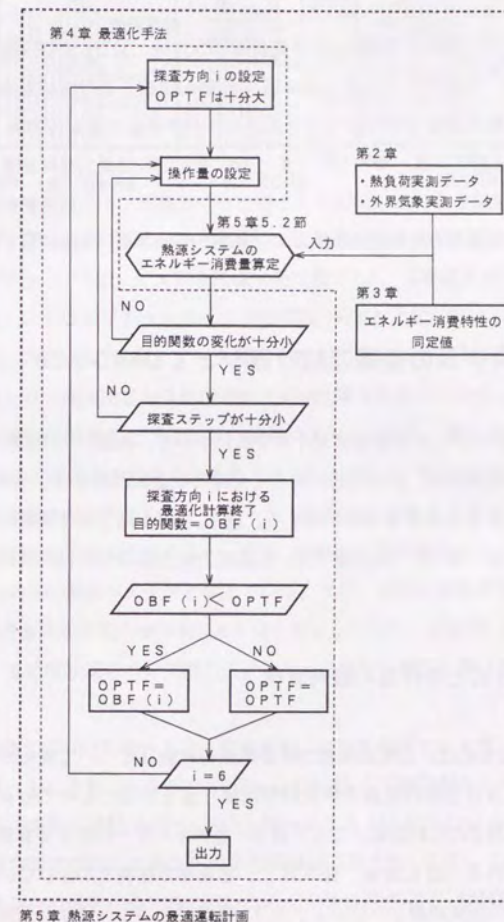 第4章 最適化手法
探査方向iの設定
OPTFは十分大
操作量の設定
第2章
・熱負荷実測データ
・外界気象実測データ
第5章5.2節
熱源システムの
エネルギー消費量算定
入力
第3章
エネルギー消費特性の
同定値
NO
目的関数の変化が十分小
YES
NO
探査ステップが十分小
YES
探査方向iにおける
最適化計算終了
目的関数=OBF(i)
OBF(i)<OPTF
YES
NO
OPTF=
OBF(i)
OPTF=
OPTF
NO
i=6
YES
出力
第5章 熱源システムの最適運転計画